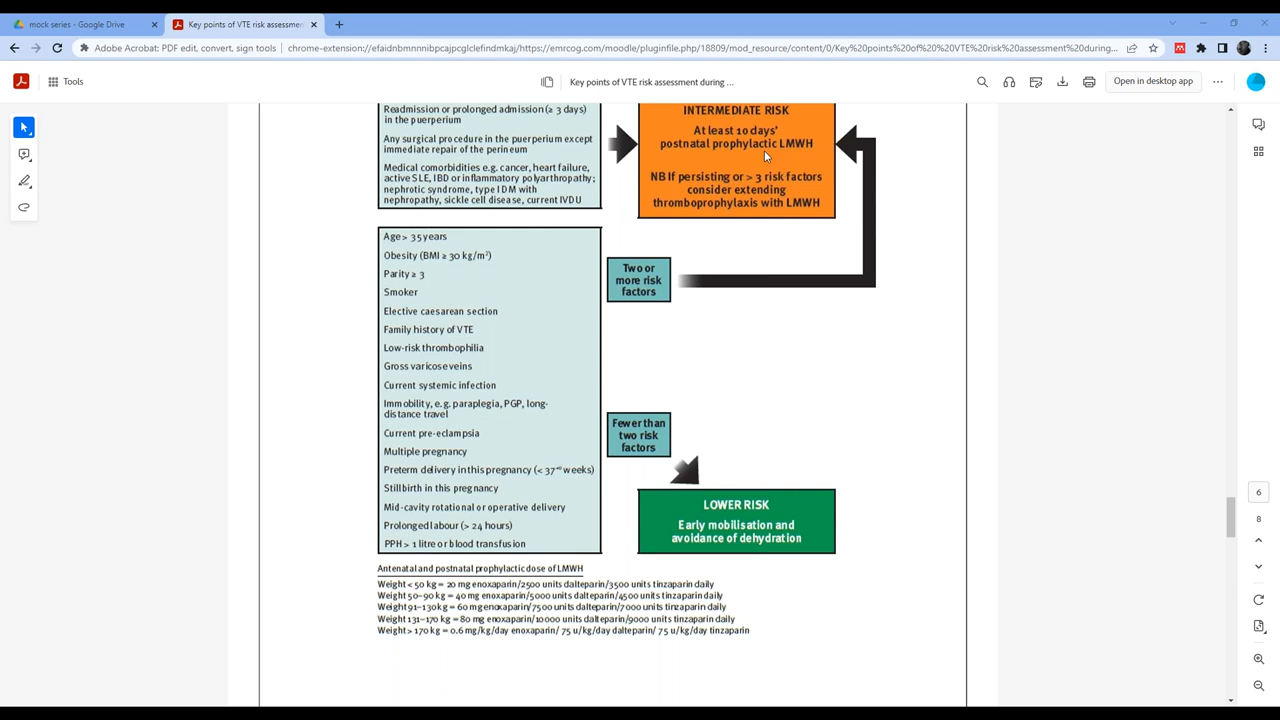 mock series - Google Drive
Key points of VTE risk assessmen
Adobe Acrobat: PDF edit, convert, sign tools
chrome-extension://efaidnbmnnnibpcajpcglclefindmkaj/https://emrcog.com/moodle/pluginfile.php/18809/mod_resource/content/0/Key%20points%20of%20%20VTE%20risk%20assessment%20during...
Tools
Key points of VTE risk assessment during ...
Open in desktop app
Readmission or prolonged admission (≥ 3 days)
in the puerperium
Any surgical procedure in the puerperium except
immediate repair of the perineum
Medical comorbidities e.g. cancer, heart failure,
active SLE, IBD or inflammatory polyarthropathy;
nephrotic syndrome, type I DM with
nephropathy, sickle cell disease, current IVDU
INTERMEDIATE RISK
At least 10 days'
postnatal prophylactic LMWH
NB If persisting or > 3 risk factors
consider extending
thromboprophylaxis with LMWH
Age > 35 years
Obesity (BMI ≥ 30 kg/m²)
Parity ≥ 3
Smoker
Elective caesarean section
Family history of VTE
Low-risk thrombophilia
Gross varicose veins
Current systemic infection
Immobility, e.g. paraplegia, PGP, long-
distance travel
Current pre-eclampsia
Multiple pregnancy
Preterm delivery in this pregnancy (< 37⁺⁰ weeks)
Stillbirth in this pregnancy
Mid-cavity rotational or operative delivery
Prolonged labour (> 24 hours)
PPH > 1 litre or blood transfusion
Two or
more risk
factors
Fewer than
two risk
factors
LOWER RISK
Early mobilisation and
avoidance of dehydration
Antenatal and postnatal prophylactic dose of LMWH
Weight < 50 kg = 20 mg enoxaparin/2500 units dalteparin/3500 units tinzaparin daily
Weight 50–90 kg = 40 mg enoxaparin/5000 units dalteparin/4500 units tinzaparin daily
Weight 91–130 kg = 60 mg enoxaparin/7500 units dalteparin/7000 units tinzaparin daily
Weight 131–170 kg = 80 mg enoxaparin/10000 units dalteparin/9000 units tinzaparin daily
Weight > 170 kg = 0.6 mg/kg/day enoxaparin/ 75 u/kg/day dalteparin/ 75 u/kg/day tinzaparin
6
8